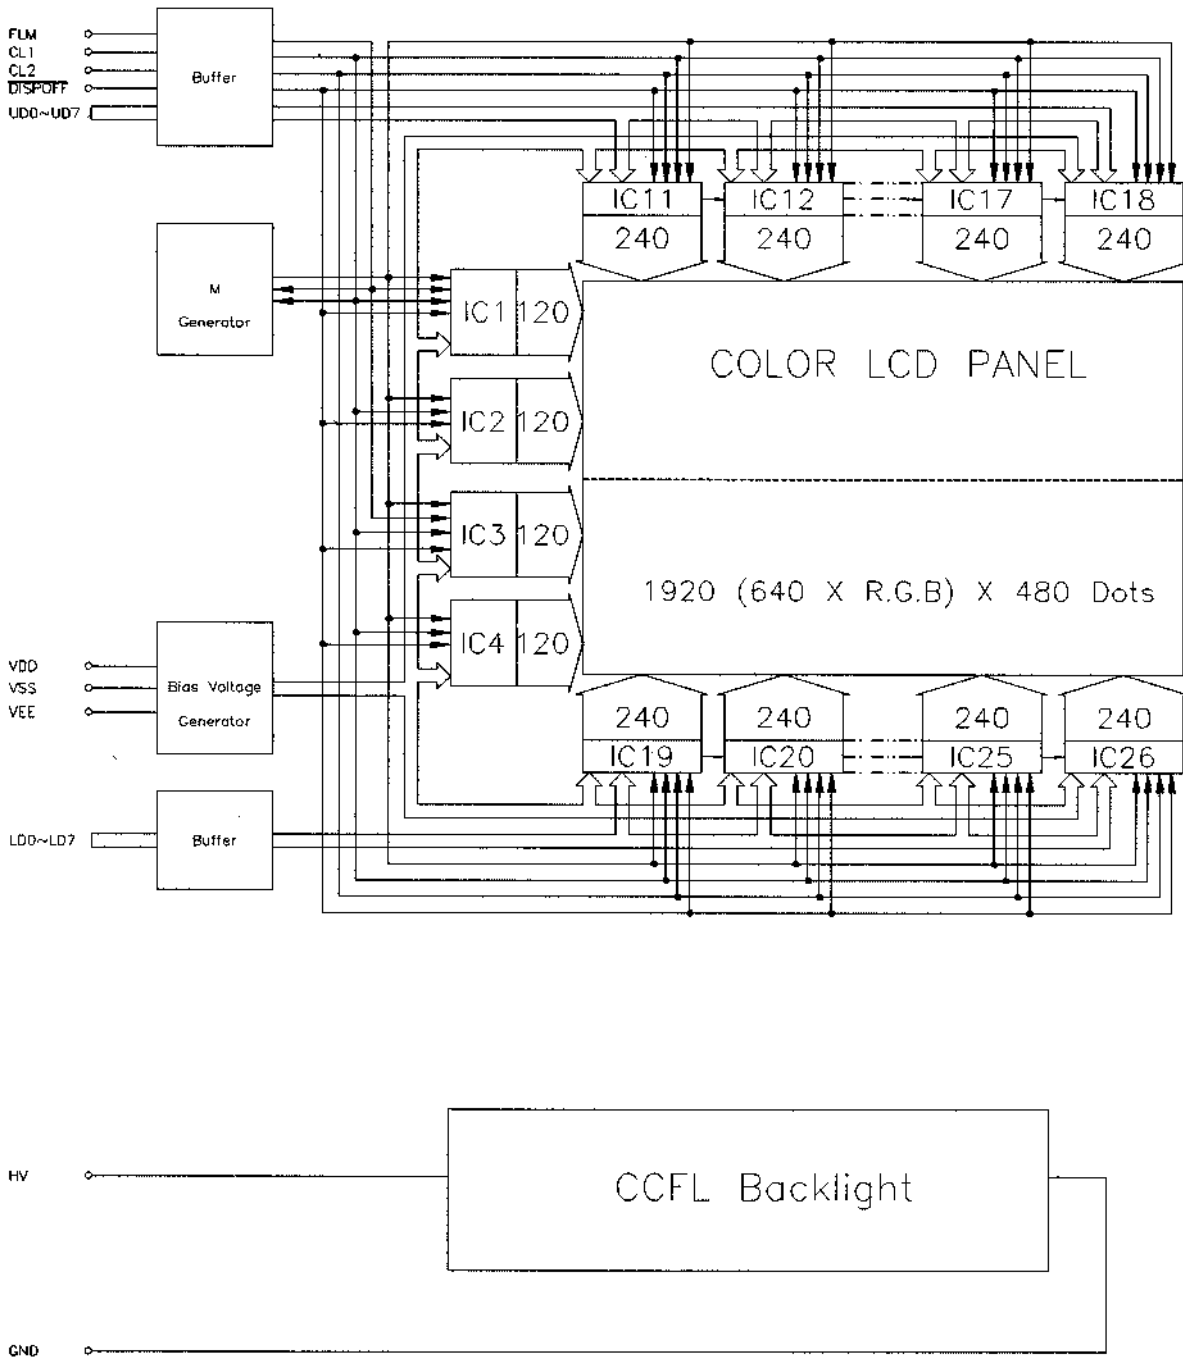 FLM
CL1
CL2
DISPOFF
UD0~UD7
Buffer
IC11
IC12
IC17
IC18
240
240
240
240
M
Generator
IC1 120
IC2 120
IC3 120
IC4 120
COLOR LCD PANEL
1920 (640 X R.G.B) X 480 Dots
VDD
VSS
VEE
Bias Voltage
Generator
240
240
240
240
IC19
IC20
IC25
IC26
LD0~LD7
Buffer
HV
CCFL Backlight
GND